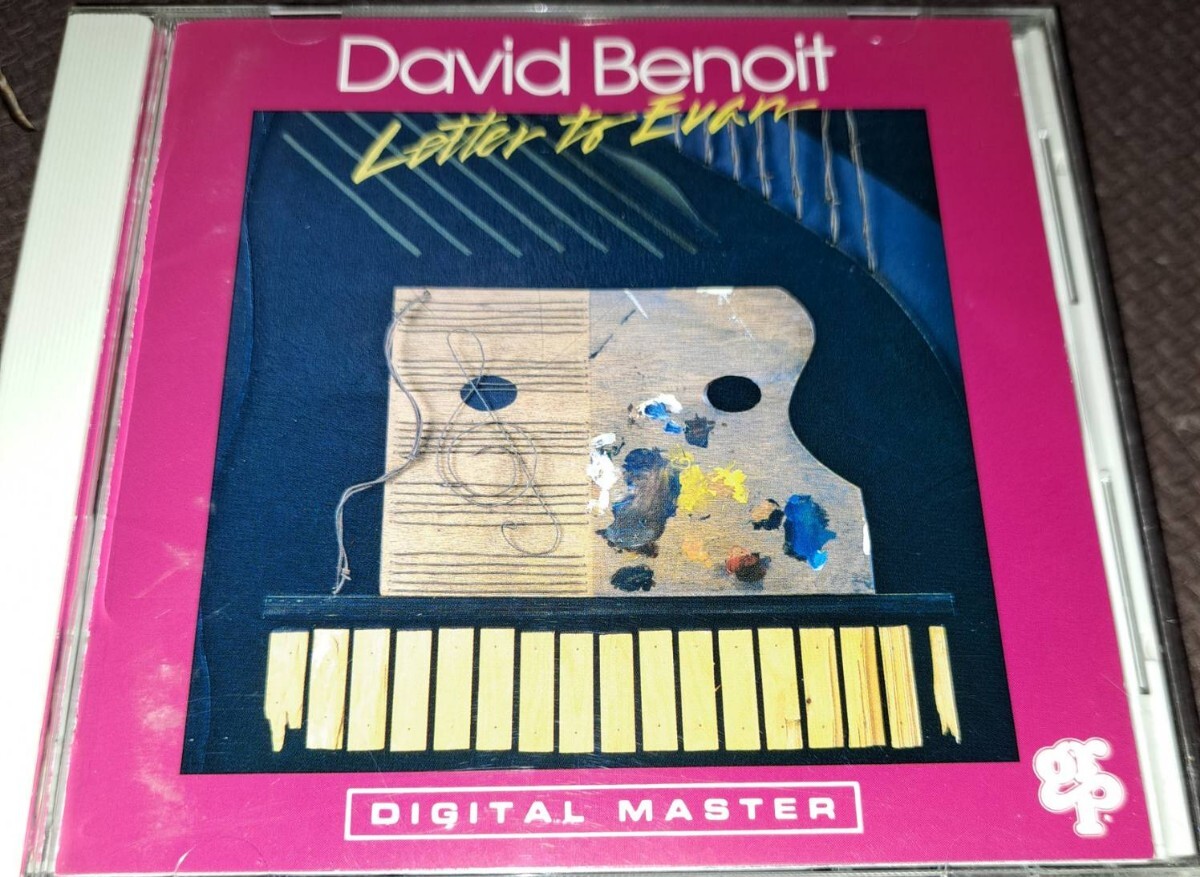 David Benoit
Letter to Evan
DIGITAL MASTER
grp